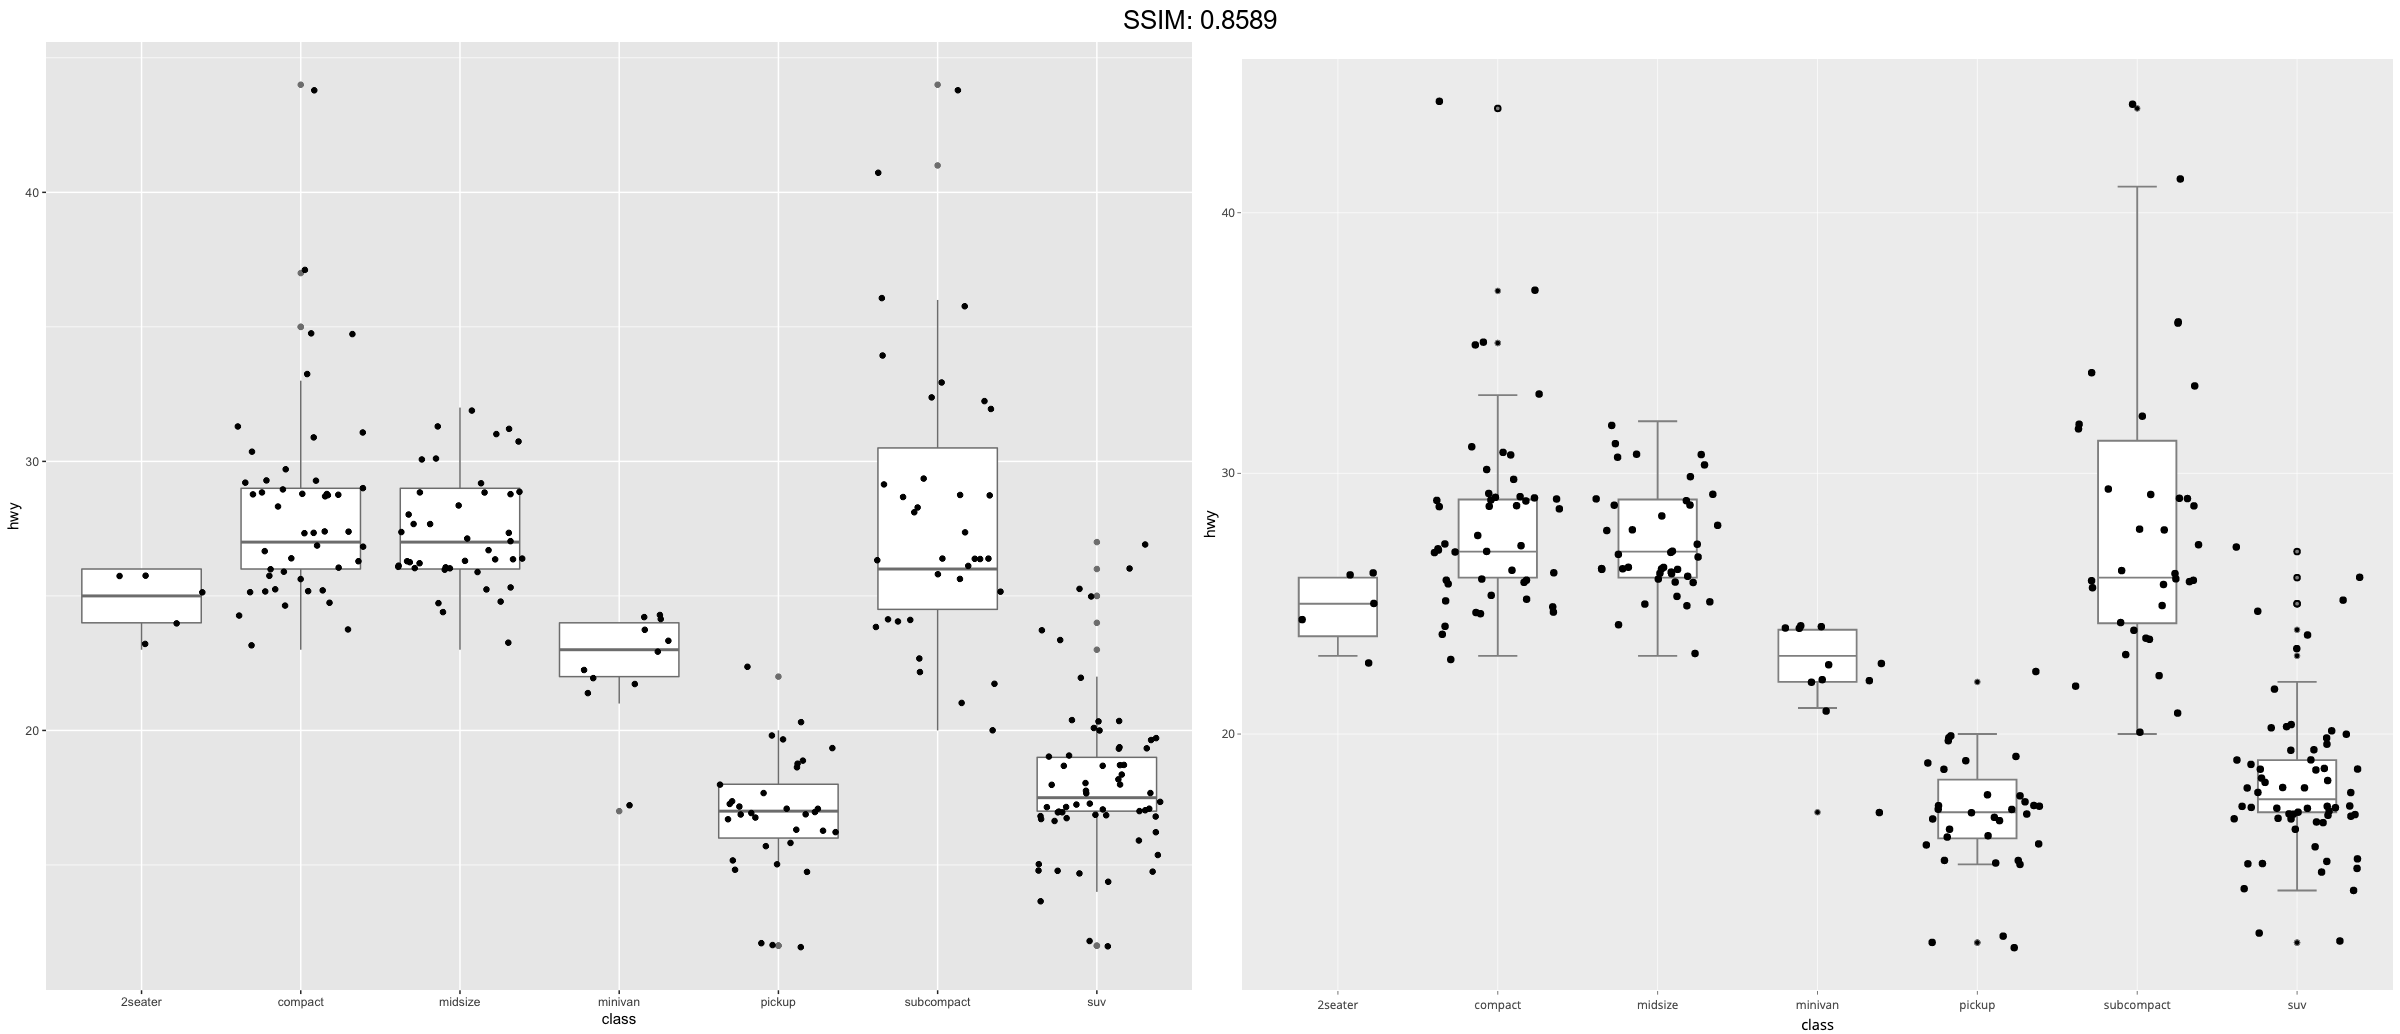 SSIM: 0.8589
hwy
40
30
20
2seater compact midsize minivan pickup subcompact suv
class
hwy
40
30
20
2seater compact midsize minivan pickup subcompact suv
class